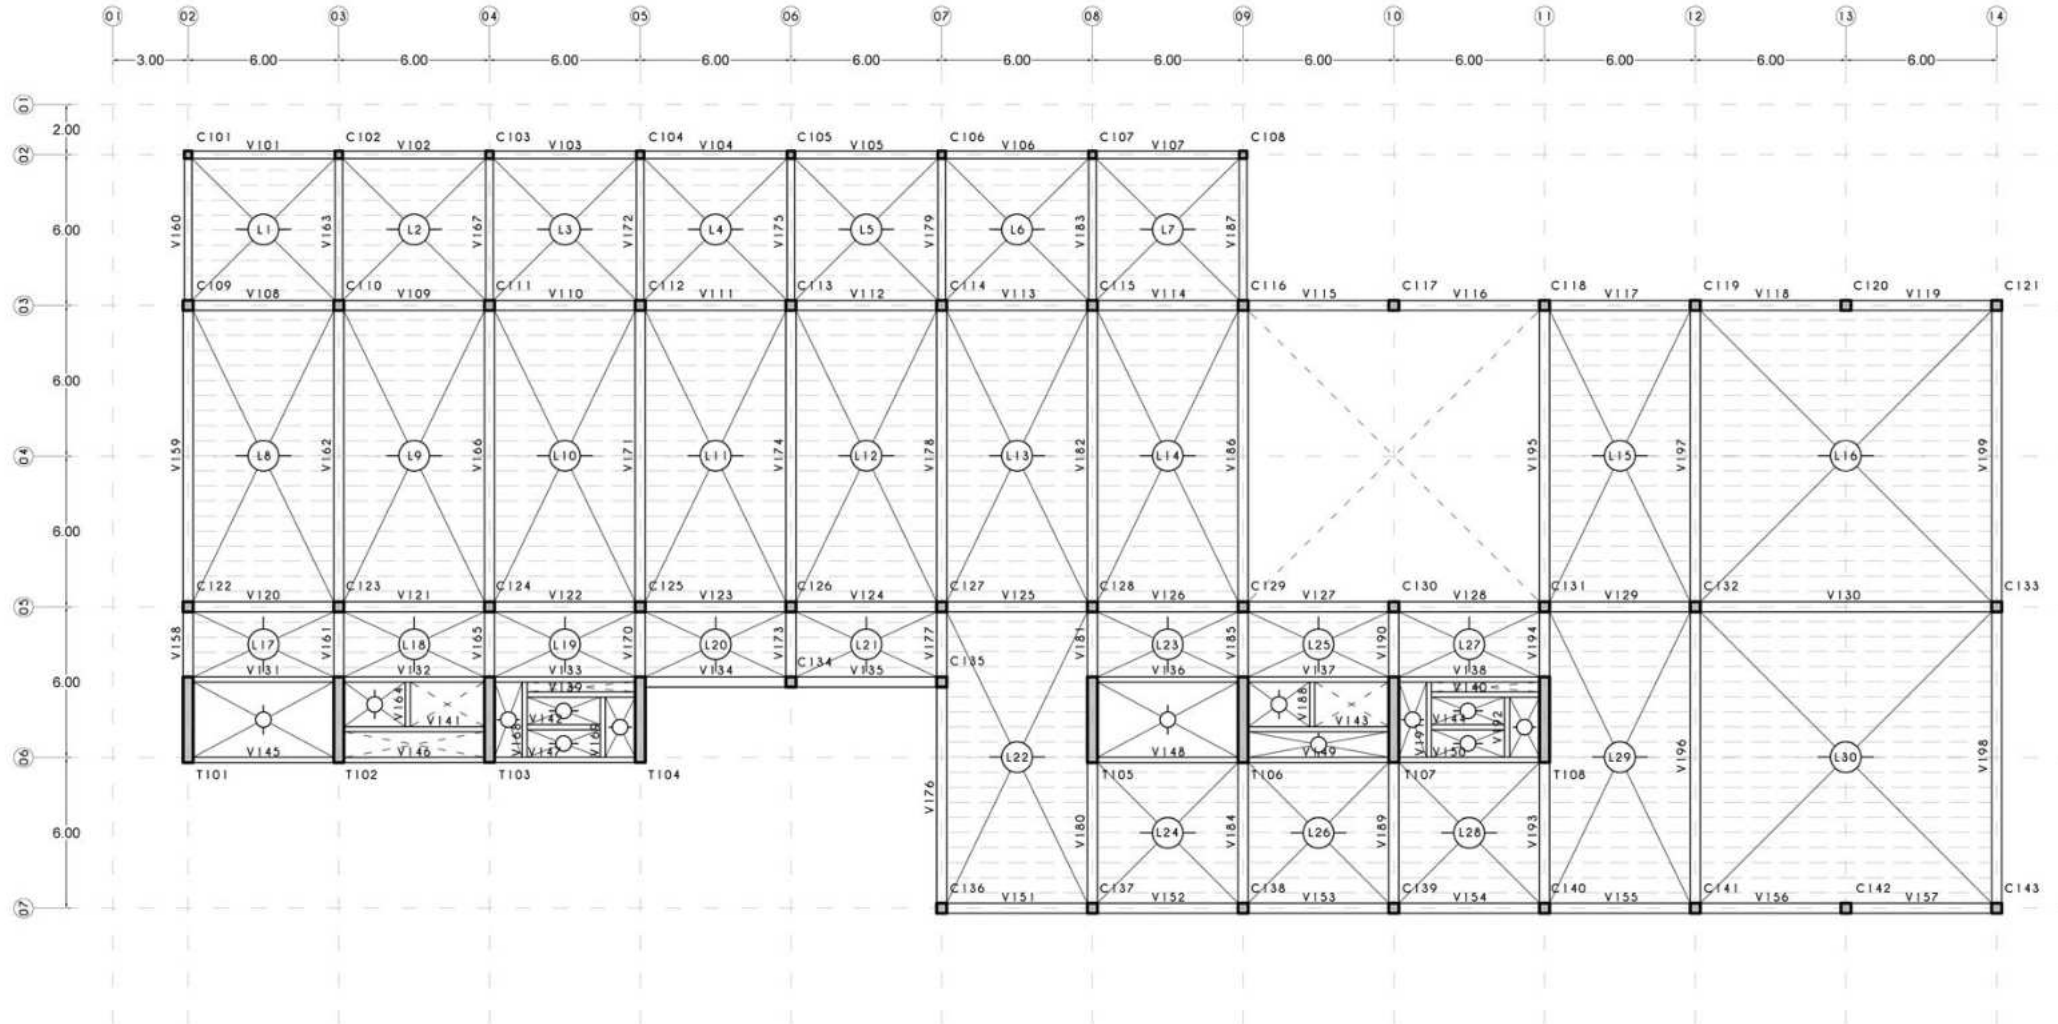 01 02 03 04 05 06 07 08 09 10 11 12 13 14
3.00 6.00 6.00 6.00 6.00 6.00 6.00 6.00 6.00 6.00 6.00 6.00 6.00
01
2.00
C101 V101 C102 V102 C103 V103 C104 V104 C105 V105 C106 V106 C107 V107 C108
02
6.00 V160 L1 V163 L2 V167 L3 V172 L4 V175 L5 V179 L6 V183 L7 V187
C109 V108 C110 V109 C111 V110 C112 V111 C113 V112 C114 V113 C115 V114 C116 V115 C117 V116 C118 V117 C119 V118 C120 V119 C121
03
6.00
04 V159 L8 V162 L9 V166 L10 V171 L11 V174 L12 V178 L13 V182 L14 V186 V195 L15 V197 L16 V199
6.00
C122 V120 C123 V121 C124 V122 C125 V123 C126 V124 C127 V125 C128 V126 C129 V127 C130 V128 C131 V129 C132 V130 C133
05
V158 L17 V161 L18 V165 L19 V170 L20 V173 L21 V177 V181 L23 V185 L25 V190 L27 V194
V131 V132 V133 V134 C134 V135 C135 V136 V137 V138
6.00
V139 V140
V164 V188
V141 V142 V143 V144
V168 V169 V191 V192
V145 V146 V147 V148 V149 V150
06 L22 L29 V196 L30 V198
T101 T102 T103 T104 T105 T106 T107 T108
V176
6.00 V180 L24 V184 L26 V189 L28 V193
C136 V151 C137 V152 C138 V153 C139 V154 C140 V155 C141 V156 C142 V157 C143
07